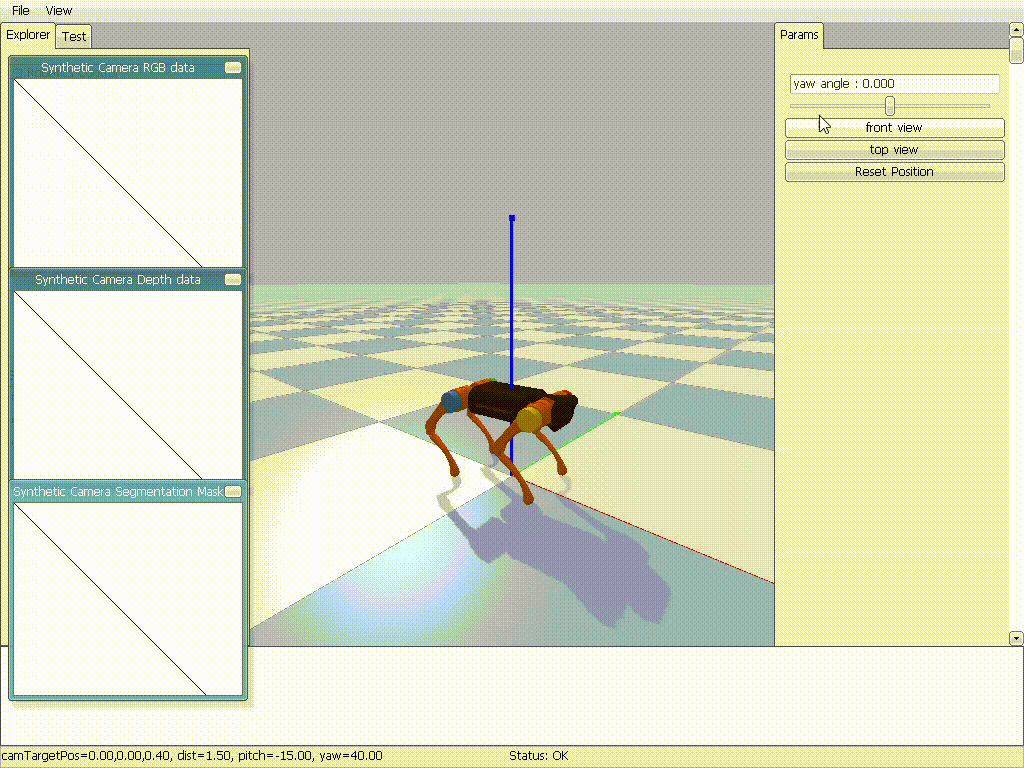 File View
Explorer Test
Params
Synthetic Camera RGB data
yaw angle : 0.000
front view
top view
Reset Position
Synthetic Camera Depth data
Synthetic Camera Segmentation Mask
camTargetPos=0.00,0.00,0.40, dist=1.50, pitch=-15.00, yaw=40.00 Status: OK